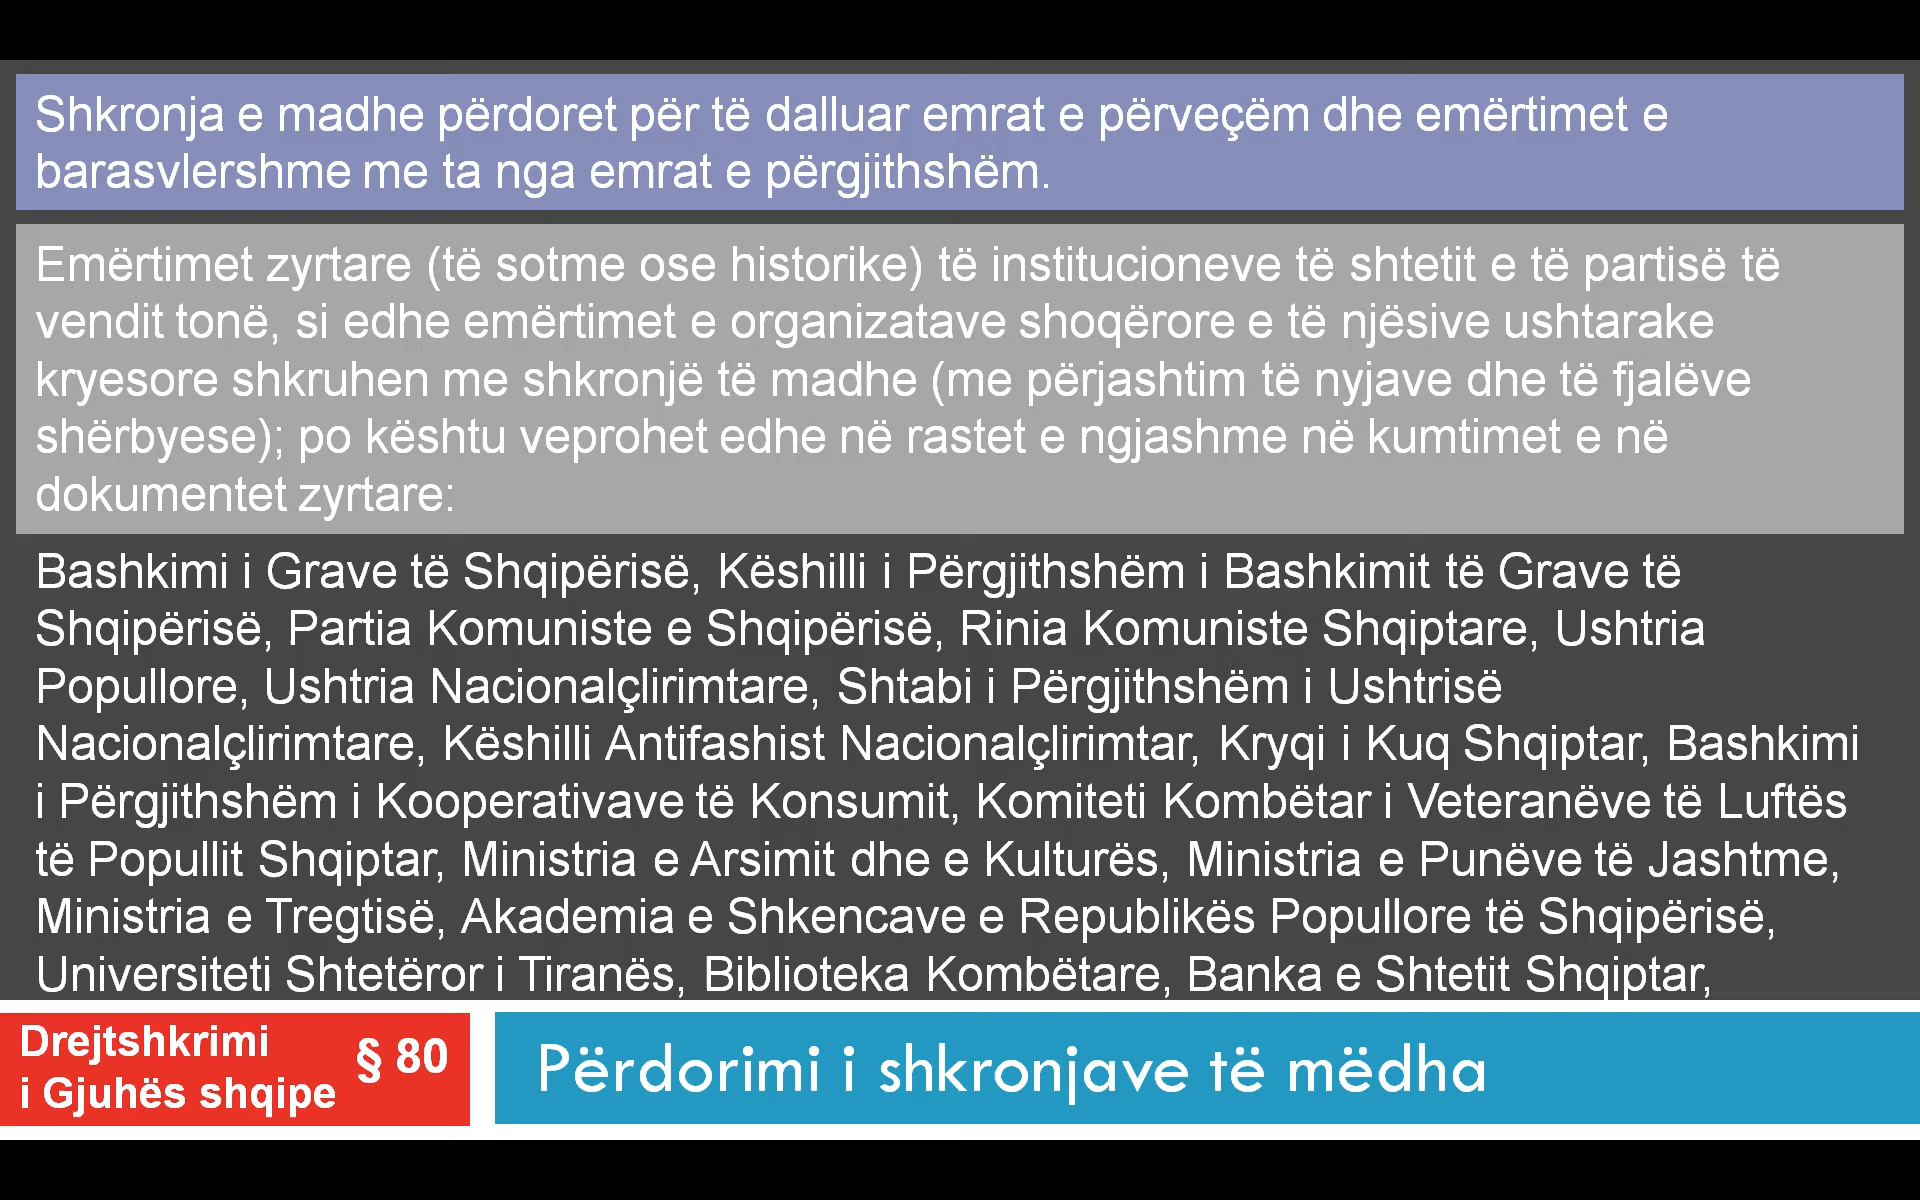 Shkronja e madhe përdoret për të dalluar emrat e përveçëm dhe emërtimet e
barasvlershme me ta nga emrat e përgjithshëm.
Emërtimet zyrtare (të sotme ose historike) të institucioneve të shtetit e të partisë të
vendit tonë, si edhe emërtimet e organizatave shoqërore e të njësive ushtarake
kryesore shkruhen me shkronjë të madhe (me përjashtim të nyjave dhe të fjalëve
shërbyese); po kështu veprohet edhe në rastet e ngjashme në kumtimet e në
dokumentet zyrtare:
Bashkimi i Grave të Shqipërisë, Këshilli i Përgjithshëm i Bashkimit të Grave të
Shqipërisë, Partia Komuniste e Shqipërisë, Rinia Komuniste Shqiptare, Ushtria
Popullore, Ushtria Nacionalçlirimtare, Shtabi i Përgjithshëm i Ushtrisë
Nacionalçlirimtare, Këshilli Antifashist Nacionalçlirimtar, Kryqi i Kuq Shqiptar, Bashkimi
i Përgjithshëm i Kooperativave të Konsumit, Komiteti Kombëtar i Veteranëve të Luftës
të Popullit Shqiptar, Ministria e Arsimit dhe e Kulturës, Ministria e Punëve të Jashtme,
Ministria e Tregtisë, Akademia e Shkencave e Republikës Popullore të Shqipërisë,
Universiteti Shtetëror i Tiranës, Biblioteka Kombëtare, Banka e Shtetit Shqiptar,
Drejtshkrimi
i Gjuhës shqipe
§ 80
Përdorimi i shkronjave të mëdha